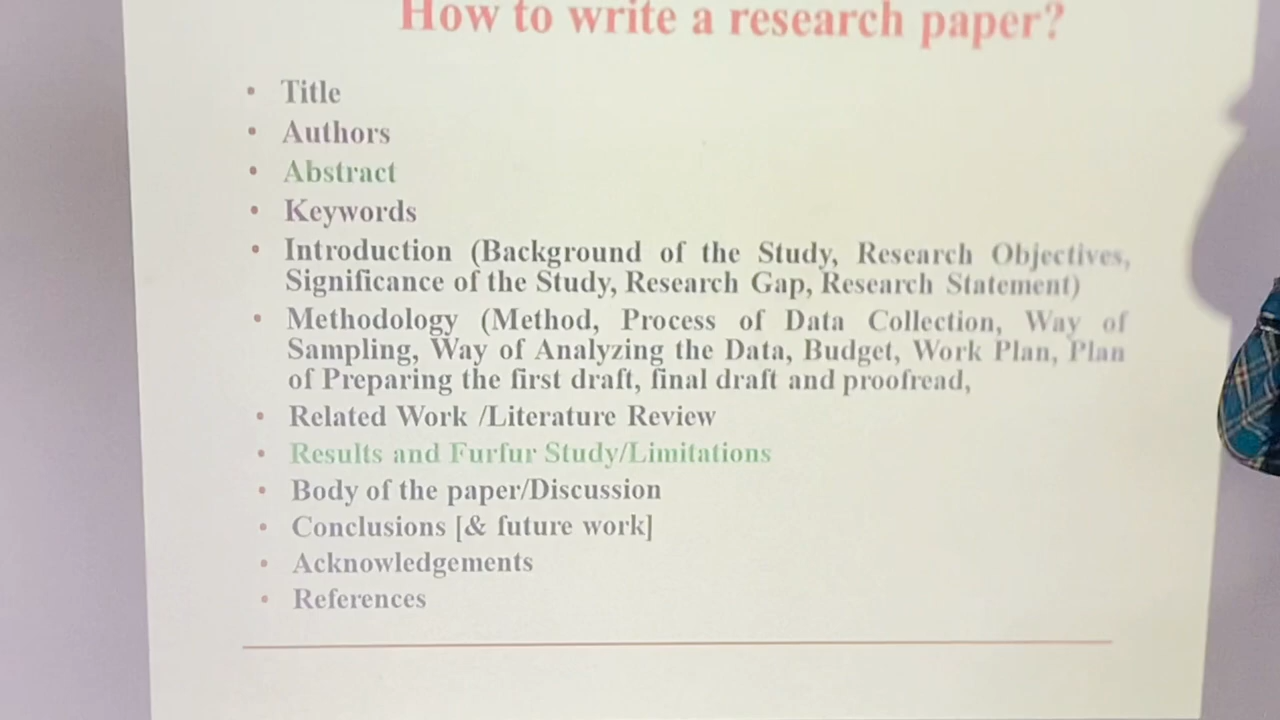 How to write a research paper?
• Title
• Authors
• Abstract
• Keywords
• Introduction (Background of the Study, Research Objectives,
Significance of the Study, Research Gap, Research Statement)
• Methodology (Method, Process of Data Collection, Way of
Sampling, Way of Analyzing the Data, Budget, Work Plan, Plan
of Preparing the first draft, final draft and proofread,
• Related Work /Literature Review
• Results and Furfur Study/Limitations
• Body of the paper/Discussion
• Conclusions [& future work]
• Acknowledgements
• References